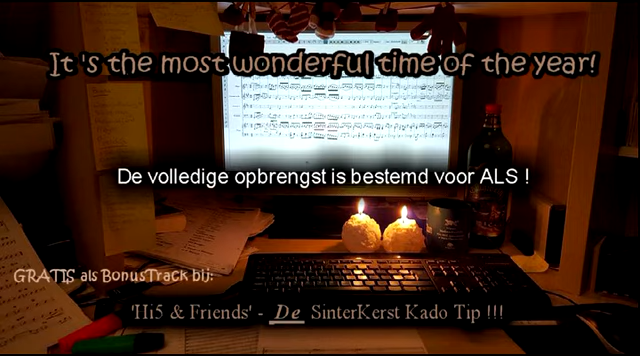 It 's the most wonderful time of the year!
De volledige opbrengst is bestemd voor ALS !
GRATIS als BonusTrack bij:
'Hi5 & Friends' - De SinterKerst Kado Tip !!!